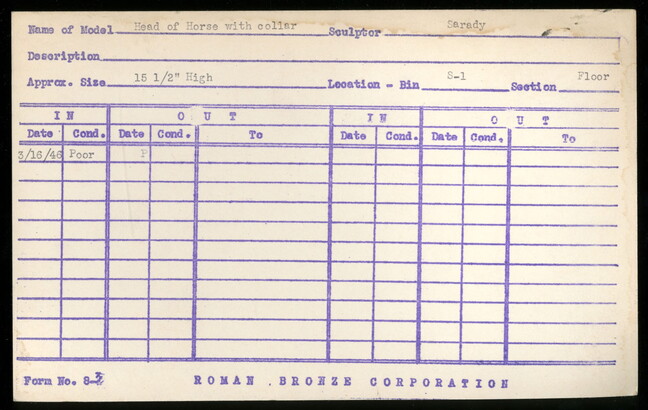 Name of Model Head of Horse with collar Sculptor Sarady
Description
Approx. Size 15 1/2" High Location - Bin S-1 Section Floor
IN OUT IN OUT
Date Cond. Date Cond. To Date Cond. Date Cond. To
3/16/46 Poor P
Form No. 8-3 ROMAN BRONZE CORPORATION